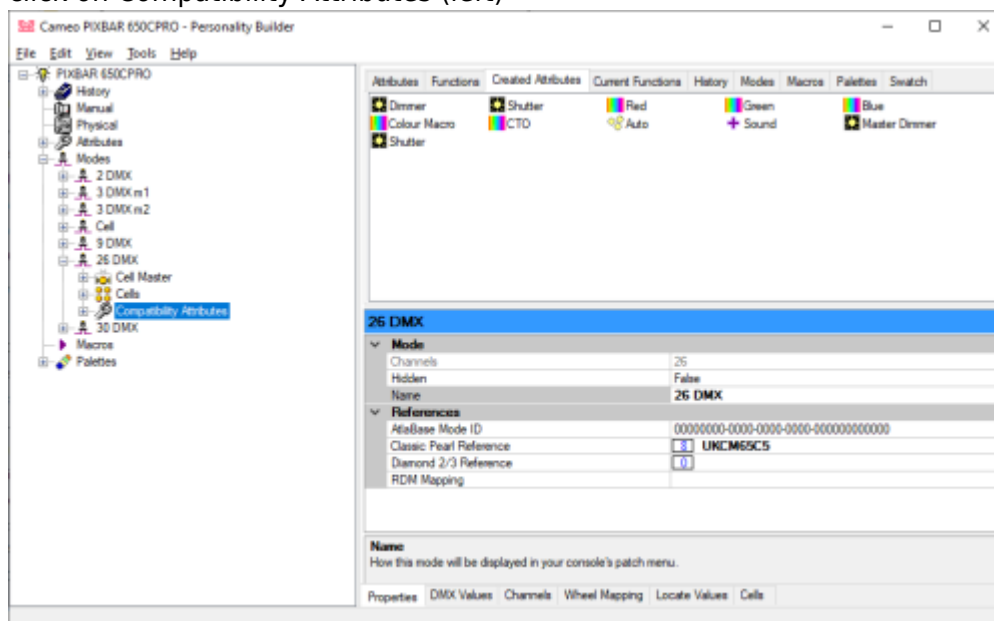 Click on Compatibility Attributes (left)
Cameo PIXBAR 650CPRO - Personality Builder
File Edit View Tools Help
PIXBAR 650CPRO
History
Manual
Physical
Attributes
Modes
2 DMX
3 DMX m1
3 DMX m2
Cell
9 DMX
26 DMX
Cell Master
Cells
Compatibility Attributes
30 DMX
Macros
Palettes
Attributes Functions Created Attributes Current Functions History Modes Macros Palettes Swatch
Dimmer Shutter Red Green Blue
Colour Macro CTO Auto Sound Master Dimmer
Shutter
26 DMX
Mode
Channels 26
Hidden False
Name 26 DMX
References
AtlaBase Mode ID 00000000-0000-0000-0000-000000000000
Classic Pearl Reference 8 UKCM65C5
Diamond 2/3 Reference 0
RDM Mapping
Name
How this mode will be displayed in your console's patch menu.
Properties DMX Values Channels Wheel Mapping Locate Values Cells